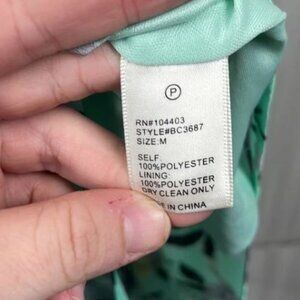 P
RN#104403
STYLE#BC3687
SIZE:M
SELF:
100%POLYESTER
LINING:
100%POLYESTER
DRY CLEAN ONLY
IN CHINA